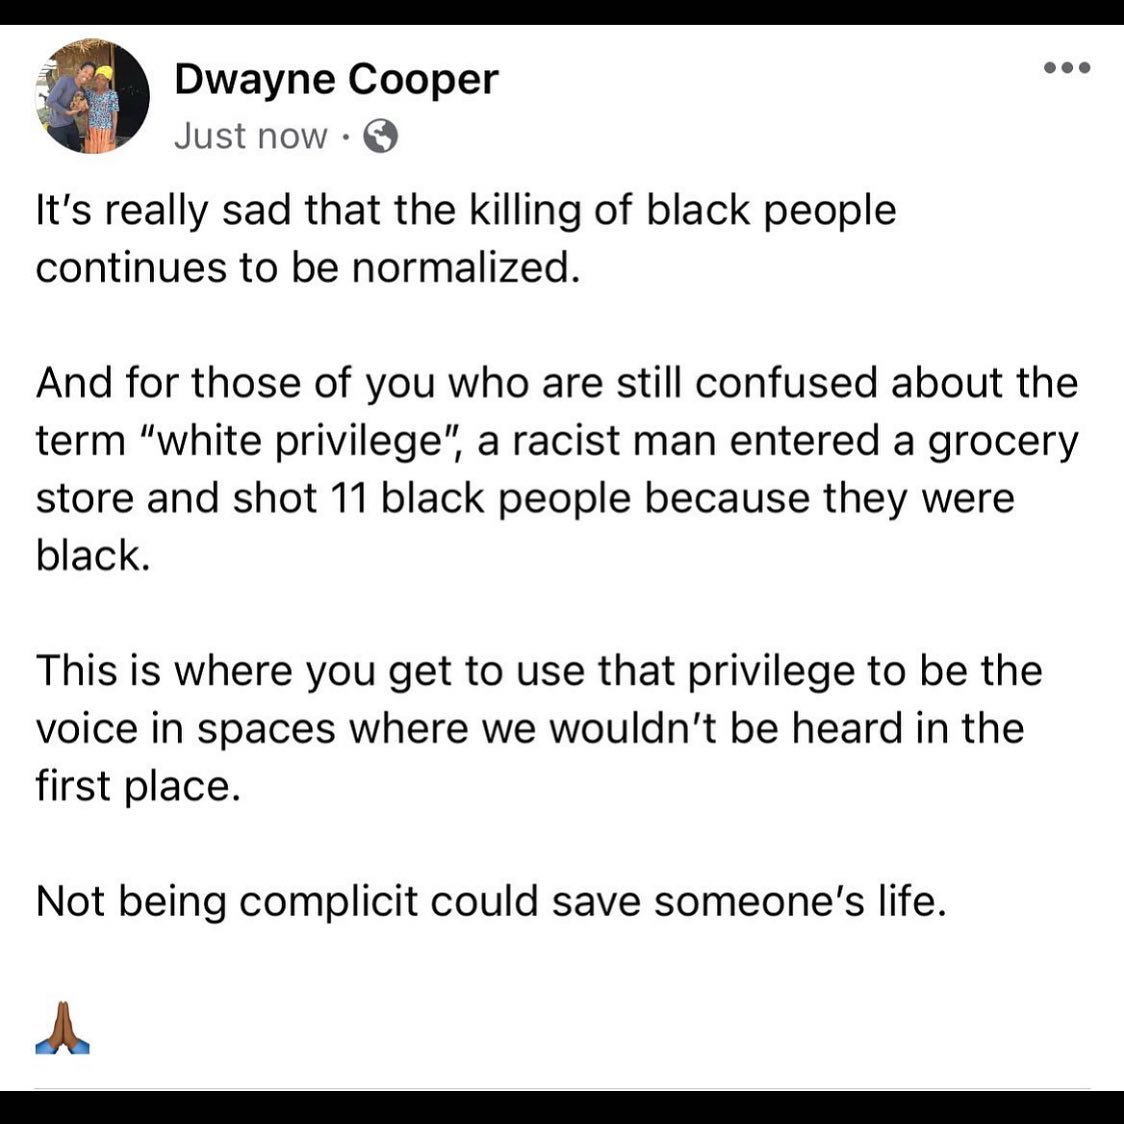 Dwayne Cooper
Just now ·
It’s really sad that the killing of black people
continues to be normalized.
And for those of you who are still confused about the
term “white privilege”, a racist man entered a grocery
store and shot 11 black people because they were
black.
This is where you get to use that privilege to be the
voice in spaces where we wouldn’t be heard in the
first place.
Not being complicit could save someone’s life.
🙏🏾